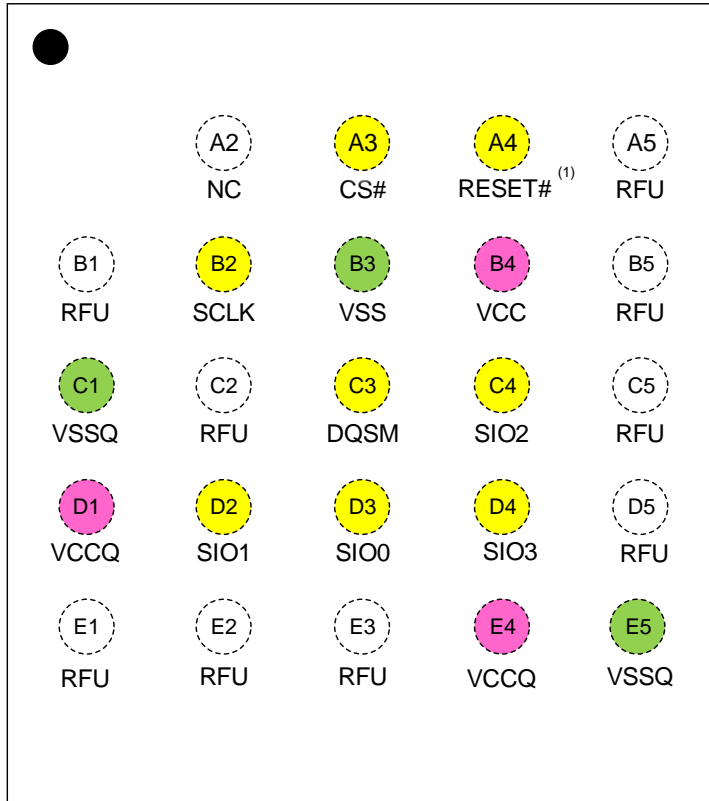 A2 A3 A4 A5
NC CS# RESET# (1) RFU
B1 B2 B3 B4 B5
RFU SCLK VSS VCC RFU
C1 C2 C3 C4 C5
VSSQ RFU DQSM SIO2 RFU
D1 D2 D3 D4 D5
VCCQ SIO1 SIO0 SIO3 RFU
E1 E2 E3 E4 E5
RFU RFU RFU VCCQ VSSQ